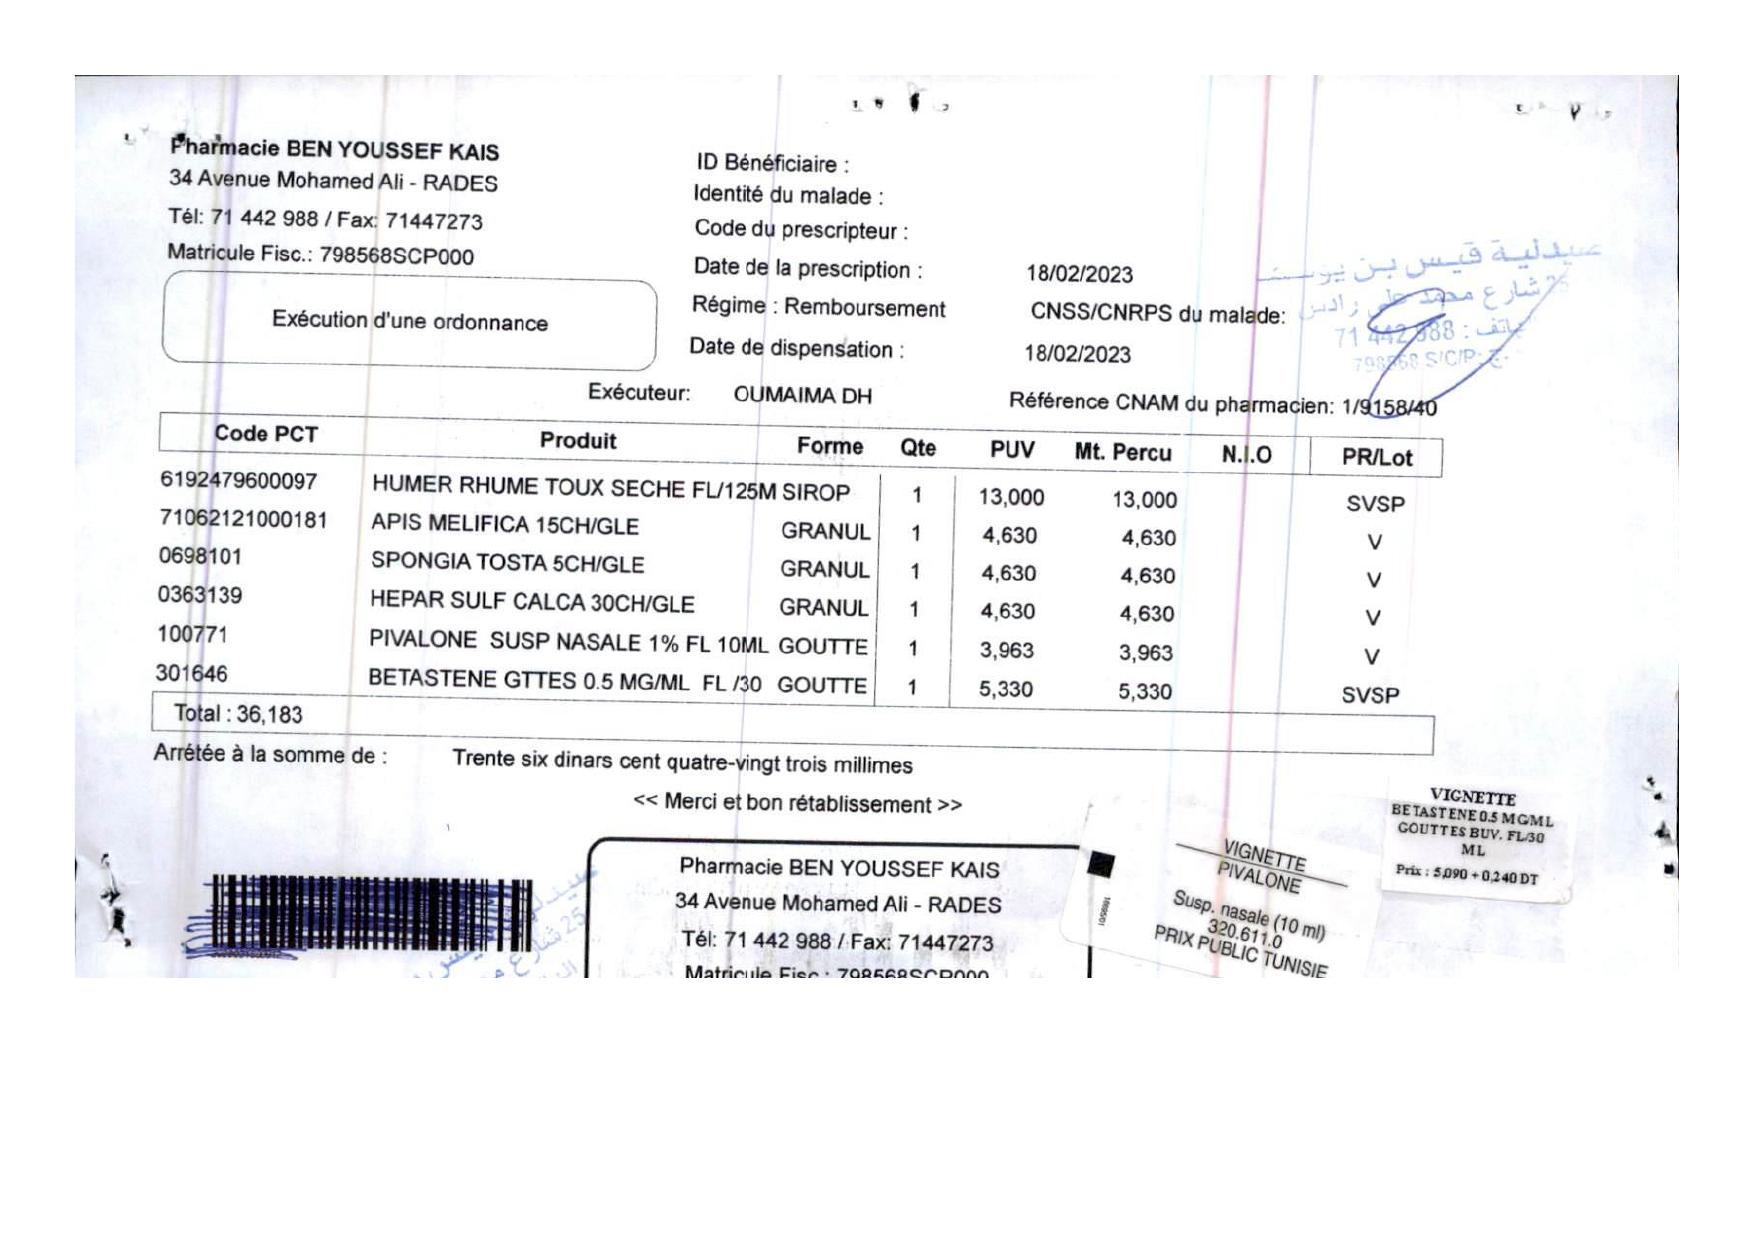 Pharmacie BEN YOUSSEF KAIS
34 Avenue Mohamed Ali - RADES
Tél: 71 442 988 / Fax: 71447273
Matricule Fisc.: 798568SCP000
Exécution d'une ordonnance
ID Bénéficiaire :
Identité du malade :
Code du prescripteur :
Date de la prescription : 18/02/2023
Régime : Remboursement CNSS/CNRPS du malade:
Date de dispensation : 18/02/2023
صيدلية قيس بن يوسف
25 شارع محمد علي رادس
هاتف : 71 442 988
798568 S/C/P
Exécuteur: OUMAIMA DH Référence CNAM du pharmacien: 1/9158/40
Code PCT Produit Forme Qte PUV Mt. Percu N.I.O PR/Lot
6192479600097 HUMER RHUME TOUX SECHE FL/125M SIROP 1 13,000 13,000 SVSP
71062121000181 APIS MELIFICA 15CH/GLE GRANUL 1 4,630 4,630 V
0698101 SPONGIA TOSTA 5CH/GLE GRANUL 1 4,630 4,630 V
0363139 HEPAR SULF CALCA 30CH/GLE GRANUL 1 4,630 4,630 V
100771 PIVALONE SUSP NASALE 1% FL 10ML GOUTTE 1 3,963 3,963 V
301646 BETASTENE GTTES 0.5 MG/ML FL /30 GOUTTE 1 5,330 5,330 SVSP
Total : 36,183
Arrétée à la somme de : Trente six dinars cent quatre-vingt trois millimes
<< Merci et bon rétablissement >>
Pharmacie BEN YOUSSEF KAIS
34 Avenue Mohamed Ali - RADES
Tél: 71 442 988 / Fax: 71447273
Matricule Fisc.: 798568SCP000
VIGNETTE
PIVALONE
Susp. nasale (10 ml)
320.611.0
PRIX PUBLIC TUNISIE
VIGNETTE
BETASTENE 0.5 MGML
GOUTTES BUV. FL/30
ML
Prix : 5,090 + 0,240 DT